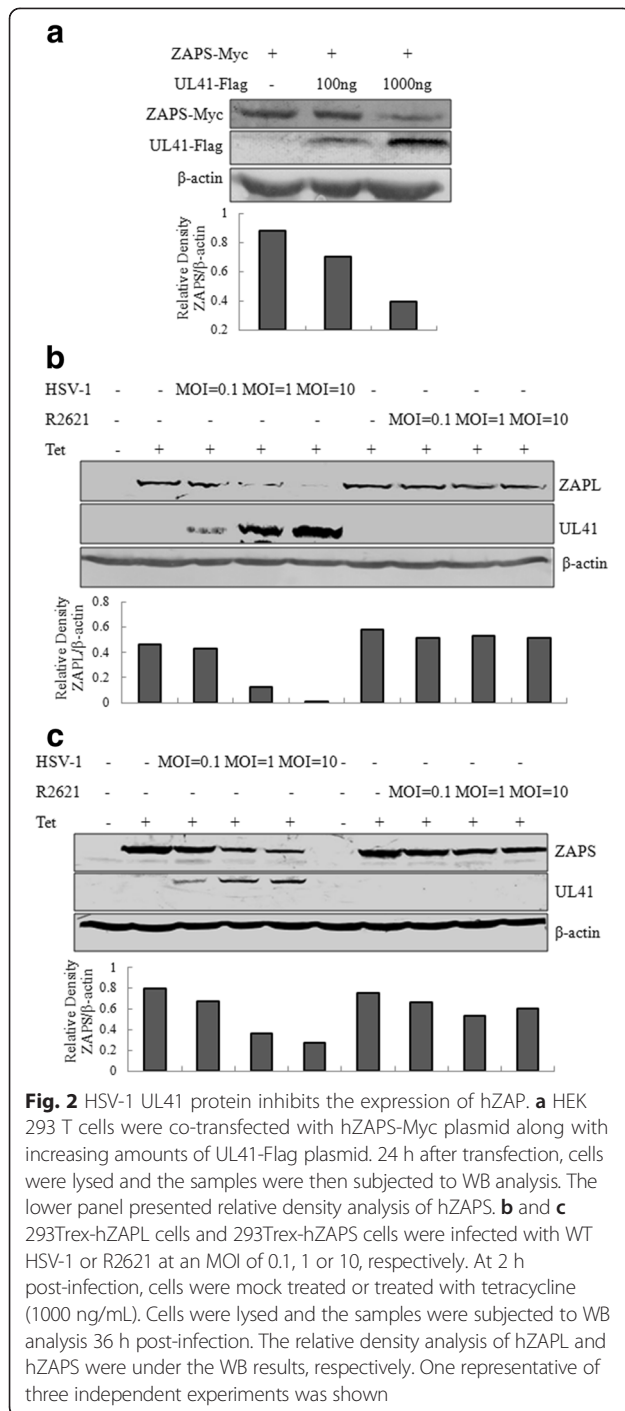 a
ZAPS-Myc + + +
UL41-Flag - 100ng 1000ng
ZAPS-Myc
UL41-Flag
β-actin
Relative Density
ZAPS/β-actin
1
0.8
0.6
0.4
0.2
b
HSV-1 - - MOI=0.1 MOI=1 MOI=10 - - - -
R2621 - - - - - - MOI=0.1 MOI=1 MOI=10
Tet - + + + + + + + +
ZAPL
UL41
β-actin
Relative Density
ZAPL/β-actin
0.8
0.6
0.4
0.2
0
c
HSV-1 - - MOI=0.1 MOI=1 MOI=10 - - - - -
R2621 - - - - - - - MOI=0.1 MOI=1 MOI=10
Tet - + + + + - + + + +
ZAPS
UL41
β-actin
Relative Density
ZAPS/β-actin
1
0.8
0.6
0.4
0.2
0
Fig. 2 HSV-1 UL41 protein inhibits the expression of hZAP. a HEK
293 T cells were co-transfected with hZAPS-Myc plasmid along with
increasing amounts of UL41-Flag plasmid. 24 h after transfection, cells
were lysed and the samples were then subjected to WB analysis. The
lower panel presented relative density analysis of hZAPS. b and c
293Trex-hZAPL cells and 293Trex-hZAPS cells were infected with WT
HSV-1 or R2621 at an MOI of 0.1, 1 or 10, respectively. At 2 h
post-infection, cells were mock treated or treated with tetracycline
(1000 ng/mL). Cells were lysed and the samples were subjected to WB
analysis 36 h post-infection. The relative density analysis of hZAPL and
hZAPS were under the WB results, respectively. One representative of
three independent experiments was shown